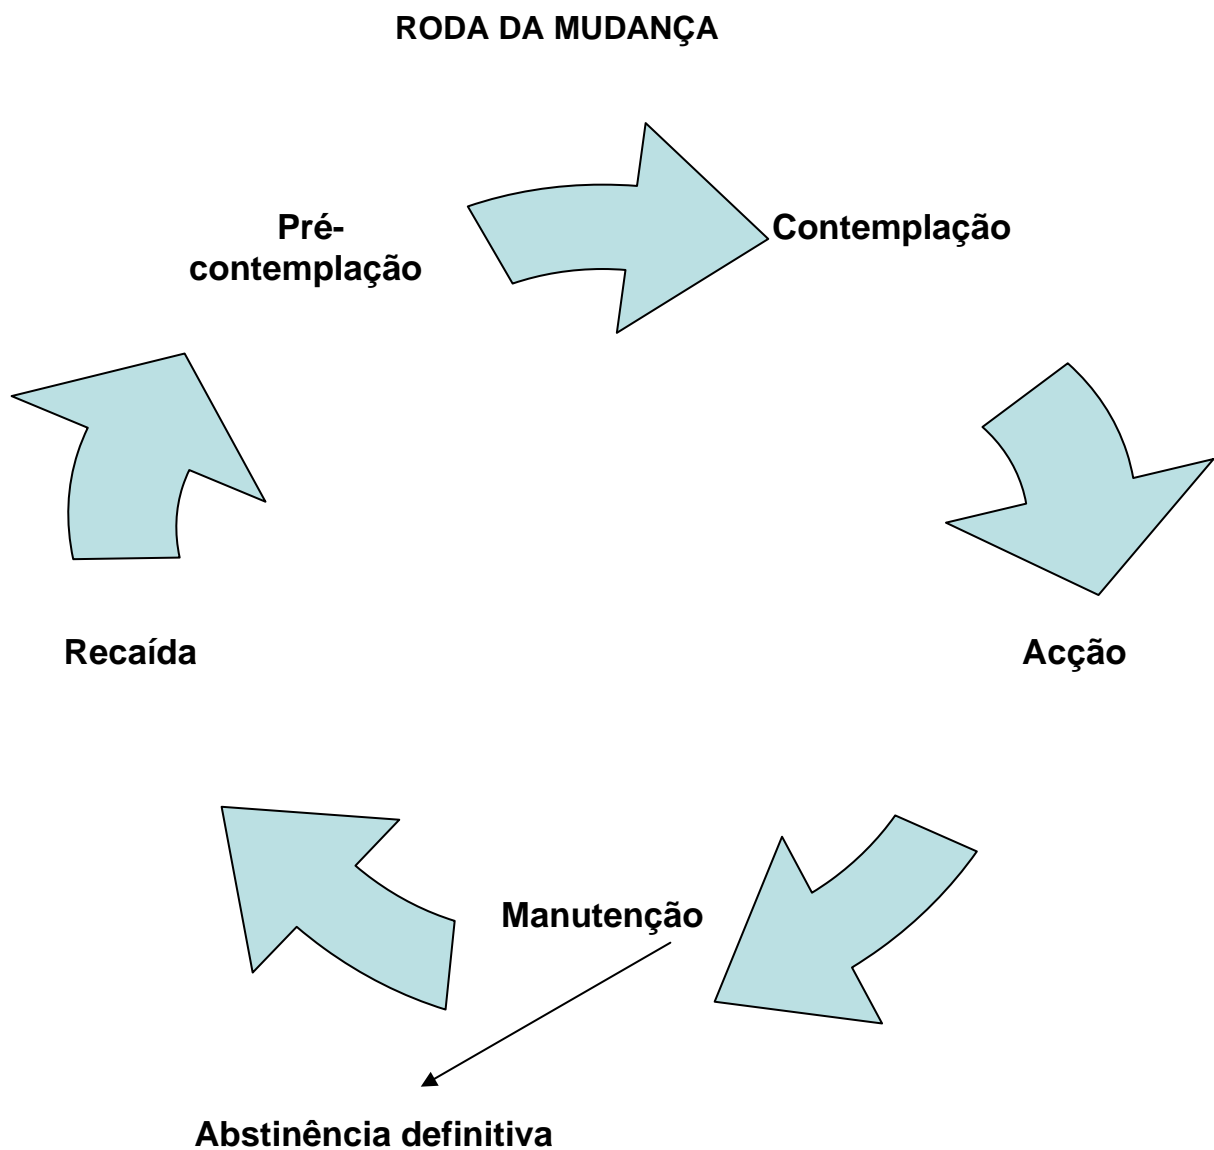 RODA DA MUDANÇA
Pré-
contemplação
Contemplação
Recaída
Acção
Manutenção
Abstinência definitiva